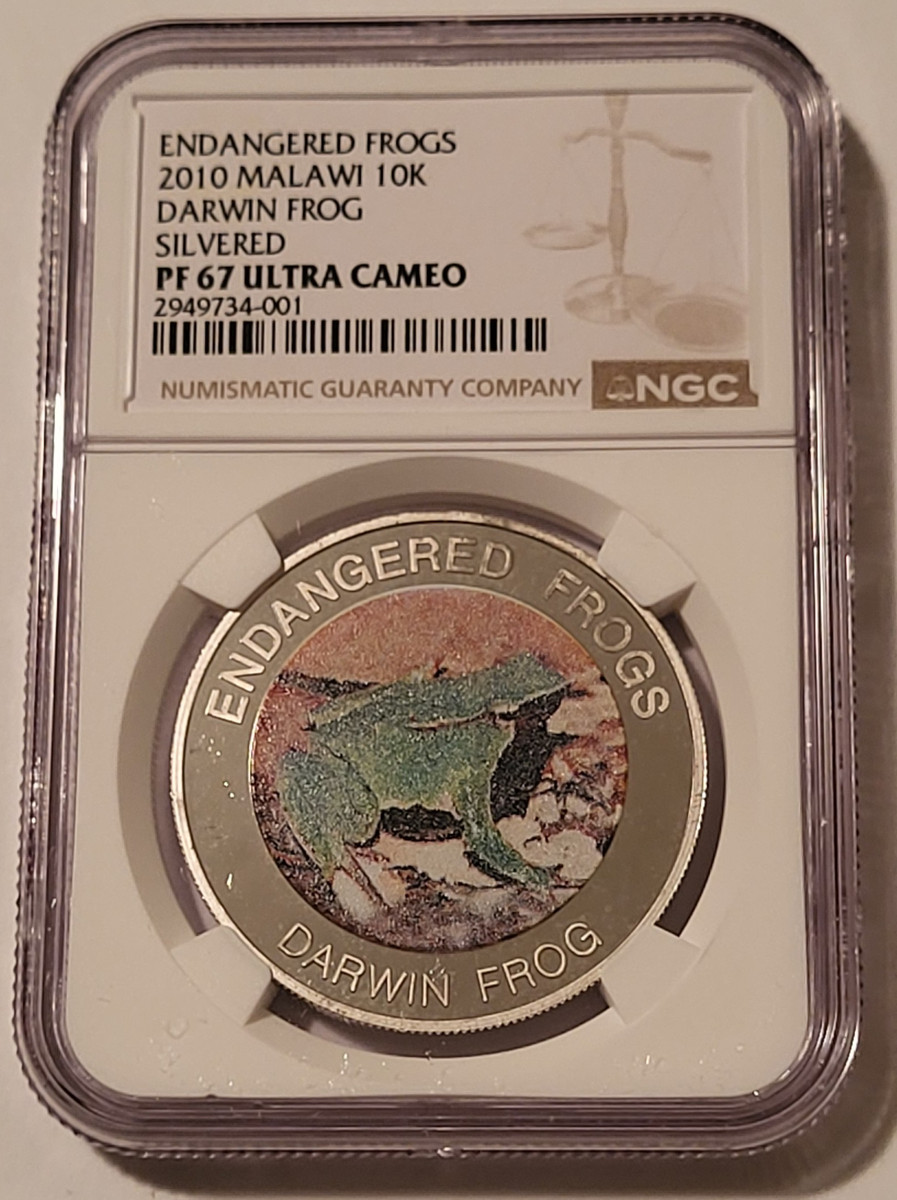 ENDANGERED FROGS
2010 MALAWI 10K
DARWIN FROG
SILVERED
PF 67 ULTRA CAMEO
2949734-001
NUMISMATIC GUARANTY COMPANY NGC
ENDANGERED FROGS
DARWIN FROG